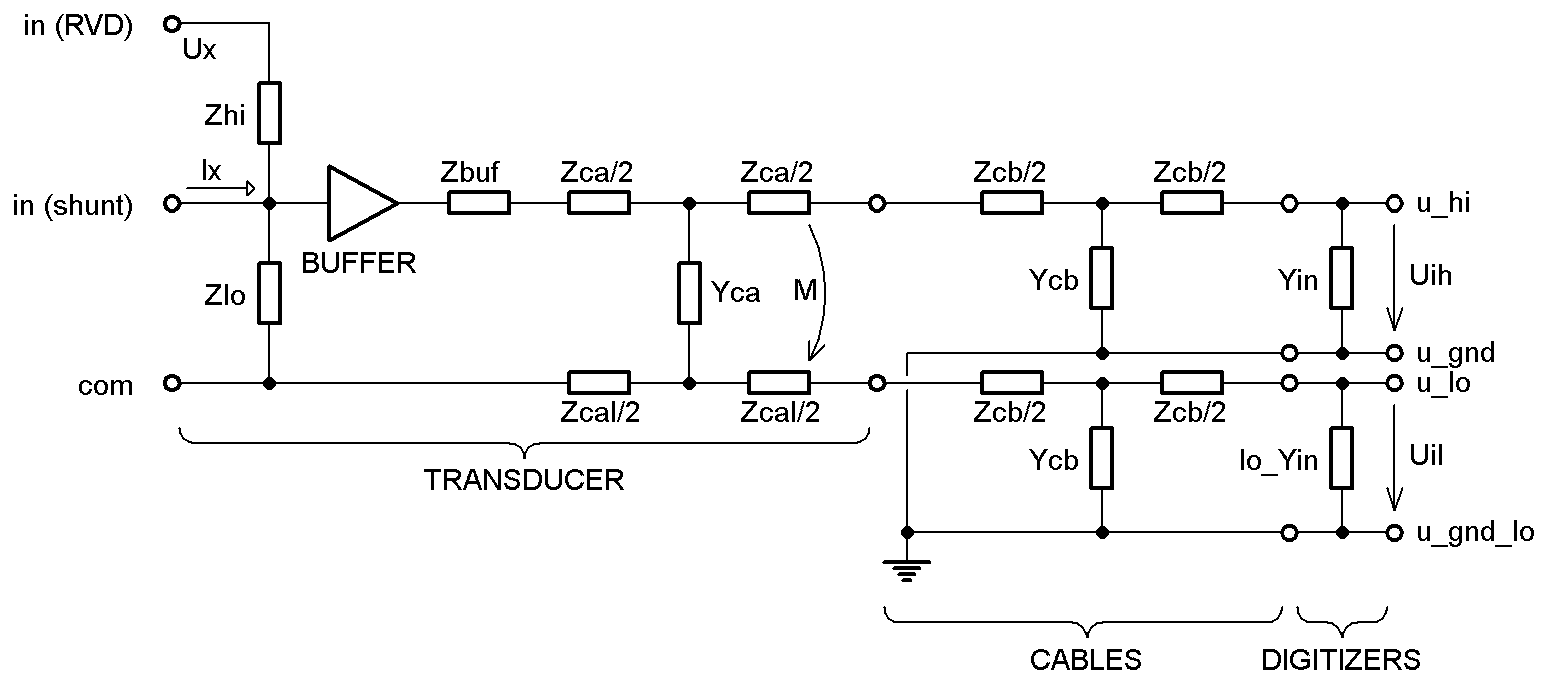 in (RVD)
Ux
Zhi
Ix
in (shunt)
BUFFER
Zbuf
Zca/2
Zca/2
Zcb/2
Zcb/2
u_hi
Zlo
Yca
M
Ycb
Yin
Uih
u_gnd
com
Zcal/2
Zcal/2
Zcb/2
Zcb/2
u_lo
TRANSDUCER
Ycb
lo_Yin
Uil
u_gnd_lo
CABLES
DIGITIZERS